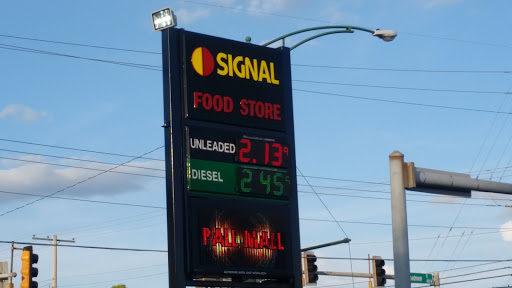 SIGNAL
FOOD STORE
UNLEADED 2.13⁹
DIESEL 2.45⁹
PALL MALL